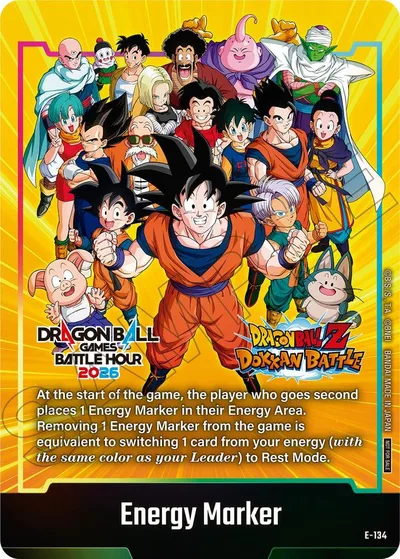 DRAGON BALL
GAMES
BATTLE HOUR
2026
DRAGONBALL Z
DOKKAN BATTLE
At the start of the game, the player who goes second
places 1 Energy Marker in their Energy Area.
Removing 1 Energy Marker from the game is
equivalent to switching 1 card from your energy (with
the same color as your Leader) to Rest Mode.
©B/S, S., T.A. ©BNEI BANDAI MADE IN JAPAN
NOT FOR SALE
Energy Marker
E-134